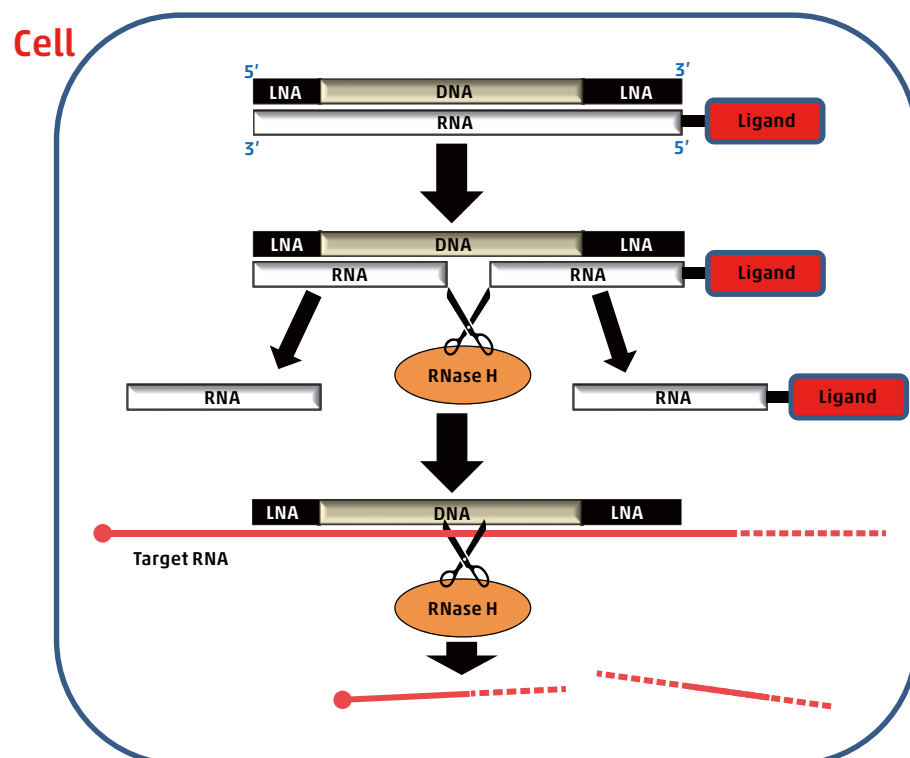 Cell
5′ 3′
LNA DNA LNA
RNA Ligand
3′ 5′
LNA DNA LNA
RNA RNA Ligand
RNase H
RNA RNA Ligand
LNA DNA LNA
Target RNA
RNase H